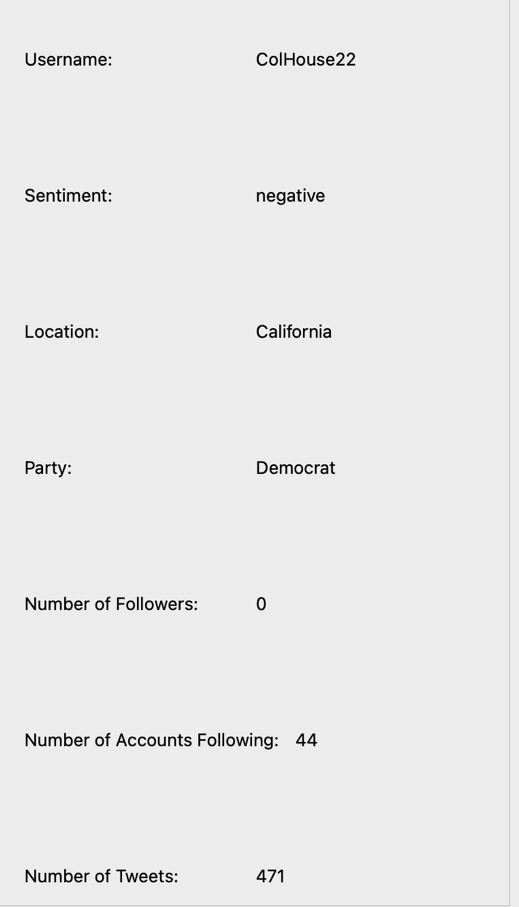 Username: ColHouse22
Sentiment: negative
Location: California
Party: Democrat
Number of Followers: 0
Number of Accounts Following: 44
Number of Tweets: 471